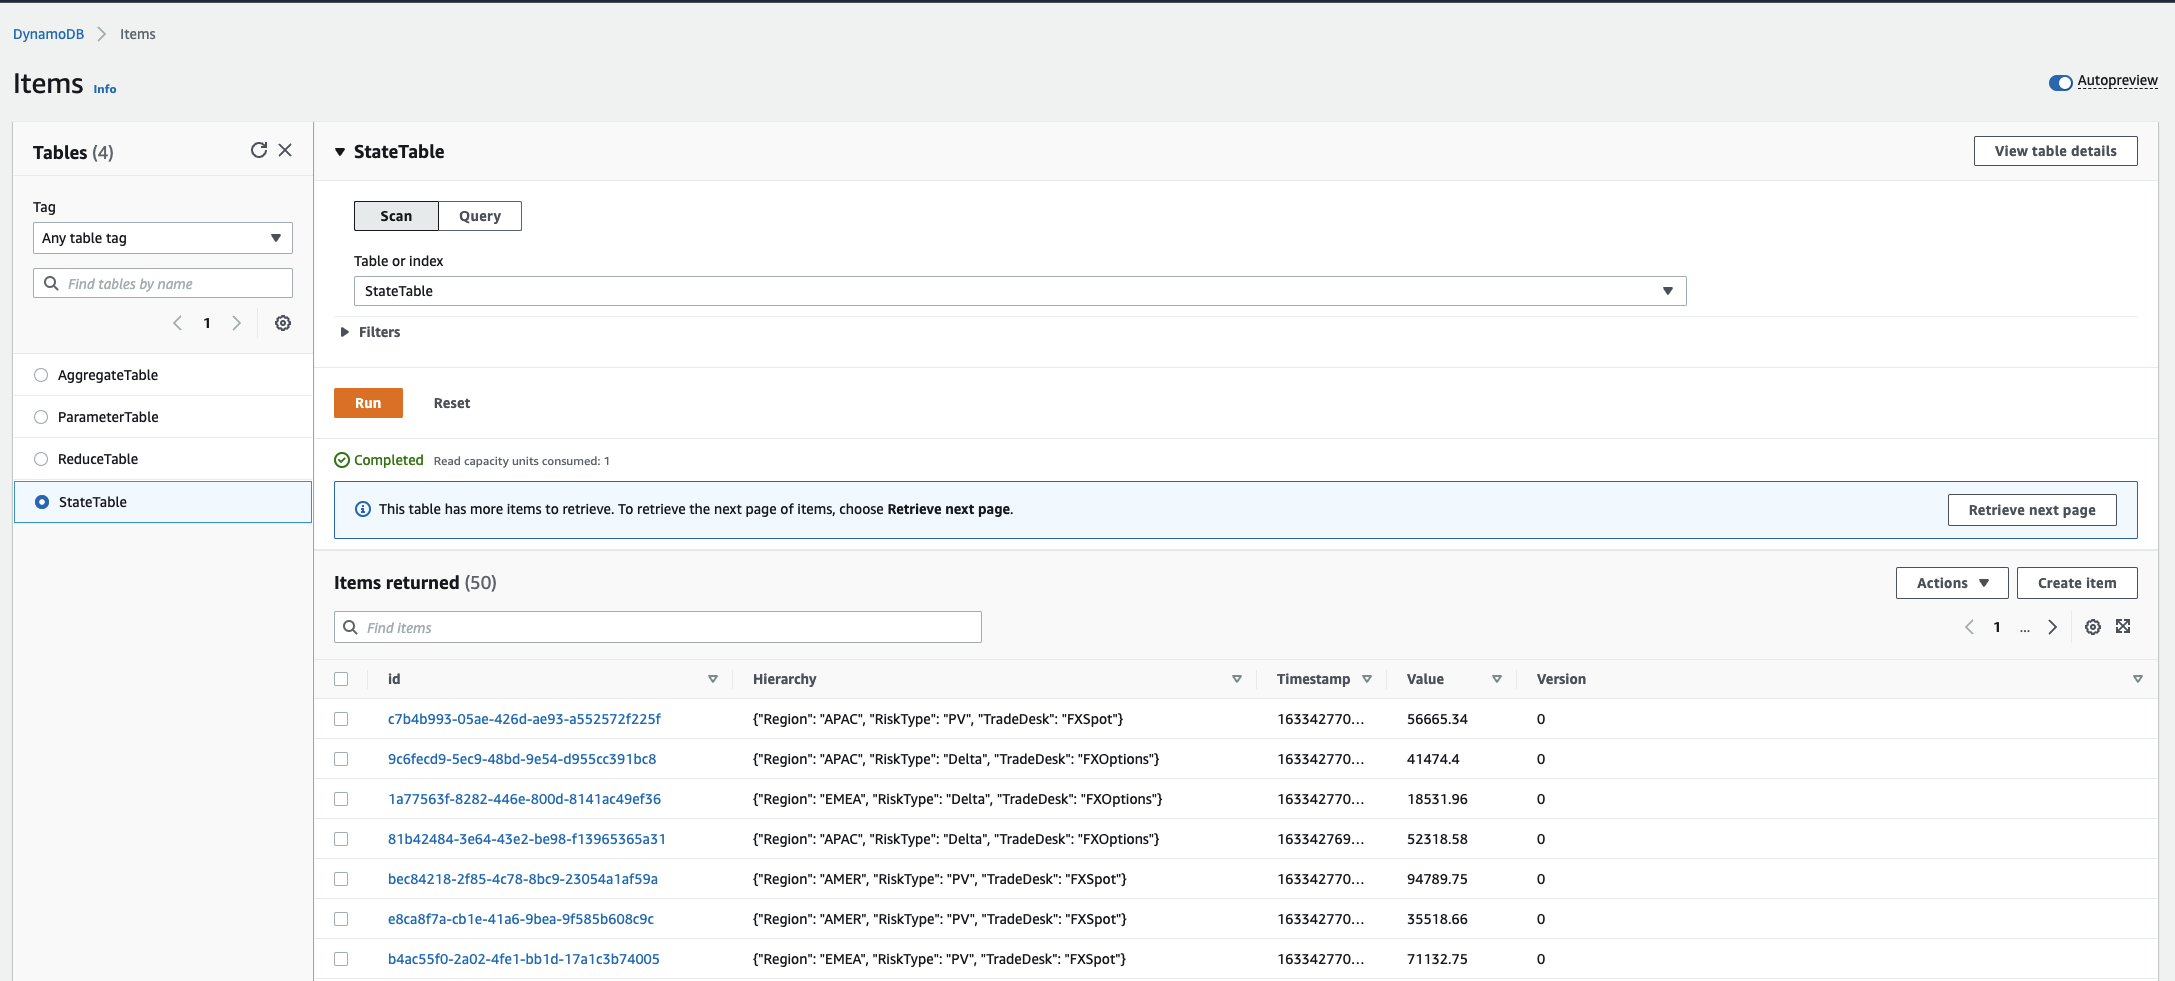 DynamoDB > Items
Items Info
Autopreview
Tables (4)
Tag
Any table tag
Find tables by name
1
AggregateTable
ParameterTable
ReduceTable
StateTable
StateTable
View table details
Scan Query
Table or index
StateTable
Filters
Run Reset
Completed Read capacity units consumed: 1
This table has more items to retrieve. To retrieve the next page of items, choose Retrieve next page.
Retrieve next page
Items returned (50)
Actions Create item
Find items
1 ...
id Hierarchy Timestamp Value Version
c7b4b993-05ae-426d-ae93-a552572f225f {"Region": "APAC", "RiskType": "PV", "TradeDesk": "FXSpot"} 163342770... 56665.34 0
9c6fecd9-5ec9-48bd-9e54-d955cc391bc8 {"Region": "APAC", "RiskType": "Delta", "TradeDesk": "FXOptions"} 163342770... 41474.4 0
1a77563f-8282-446e-800d-8141ac49ef36 {"Region": "EMEA", "RiskType": "Delta", "TradeDesk": "FXOptions"} 163342770... 18531.96 0
81b42484-3e64-43e2-be98-f13965365a31 {"Region": "APAC", "RiskType": "Delta", "TradeDesk": "FXOptions"} 163342769... 52318.58 0
bec84218-2f85-4c78-8bc9-23054a1af59a {"Region": "AMER", "RiskType": "PV", "TradeDesk": "FXSpot"} 163342770... 94789.75 0
e8ca8f7a-cb1e-41a6-9bea-9f585b608c9c {"Region": "AMER", "RiskType": "PV", "TradeDesk": "FXSpot"} 163342770... 35518.66 0
b4ac55f0-2a02-4fe1-bb1d-17a1c3b74005 {"Region": "EMEA", "RiskType": "PV", "TradeDesk": "FXSpot"} 163342770... 71132.75 0